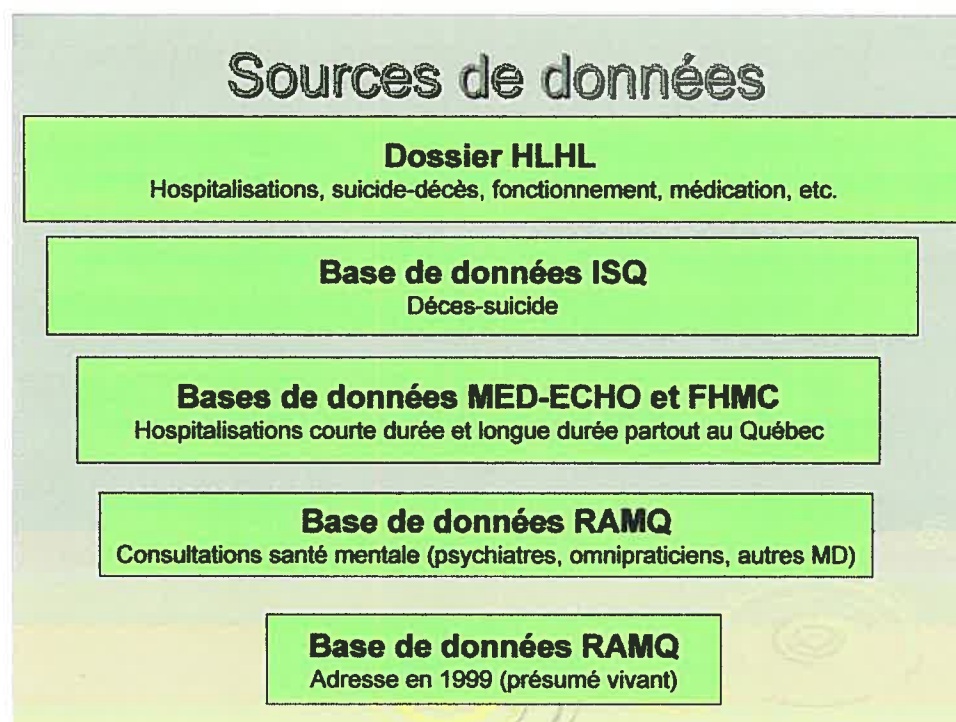 Sources de données
Dossier HLHL
Hospitalisations, suicide-décès, fonctionnement, médication, etc.
Base de données ISQ
Déces-suicide
Bases de données MED-ECHO et FHMC
Hospitalisations courte durée et longue durée partout au Québec
Base de données RAMQ
Consultations santé mentale (psychiatres, omnipraticiens, autres MD)
Base de données RAMQ
Adresse en 1999 (présumé vivant)